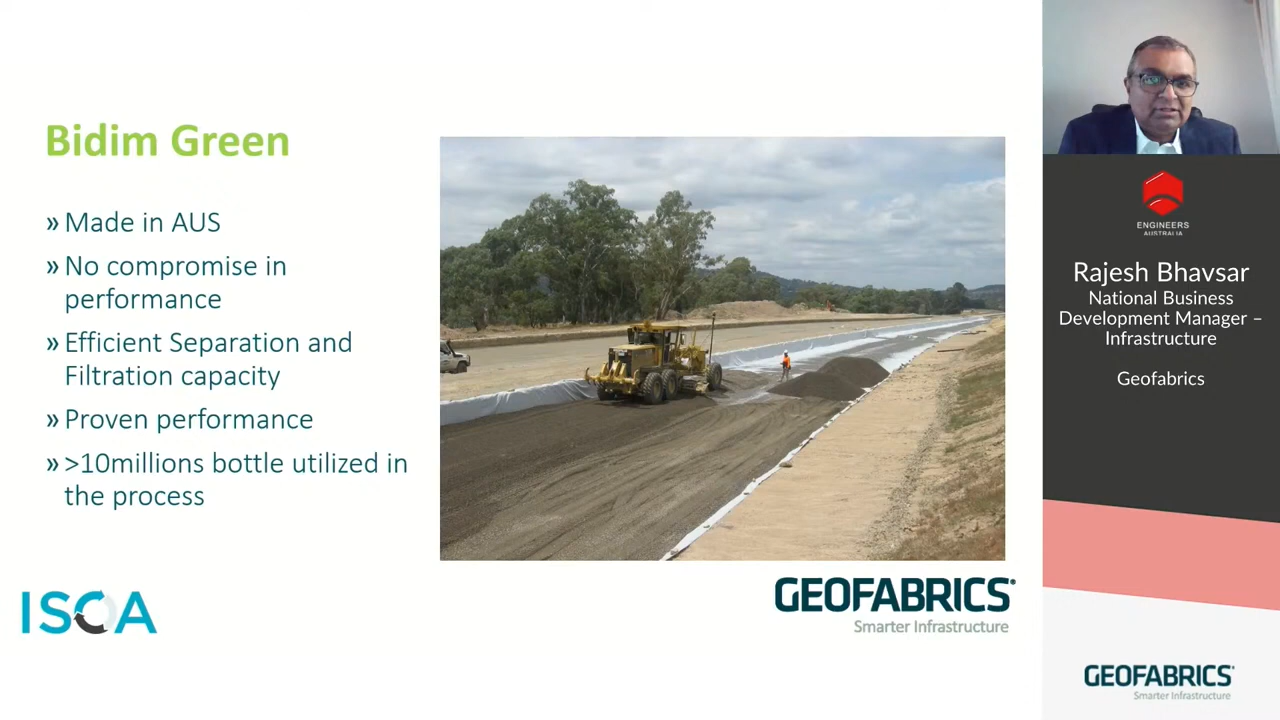 Bidim Green
» Made in AUS
» No compromise in
performance
» Efficient Separation and
Filtration capacity
» Proven performance
» >10millions bottle utilized in
the process
ISCA
GEOFABRICS®
Smarter Infrastructure
ENGINEERS
AUSTRALIA
Rajesh Bhavsar
National Business
Development Manager –
Infrastructure
Geofabrics
GEOFABRICS®
Smarter Infrastructure